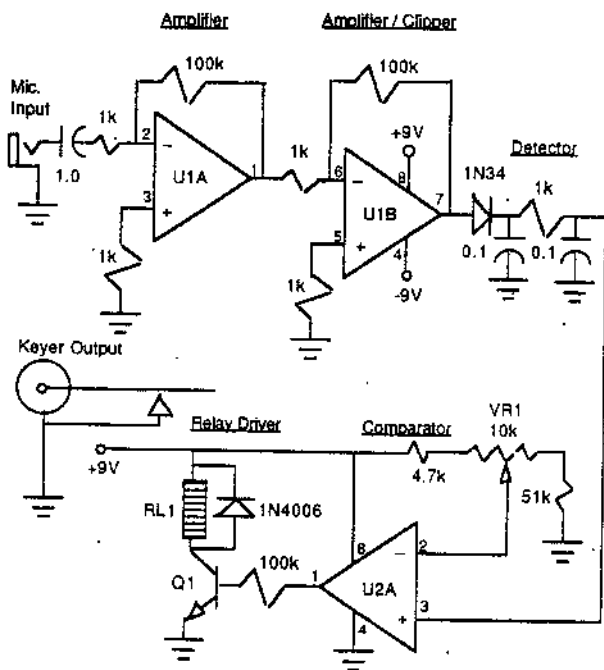 Amplifier
Amplifier / Clipper
100k
100k
Mic.
Input
1k
2
−
+9V
1N34
Detector
1.0
U1A
1
1k
6
−
8
1k
3
+
U1B
7
5
+
4
0.1
0.1
1k
1k
-9V
Keyer Output
Relay Driver
Comparator
VR1
10k
+9V
4.7k
51k
RL1
1N4006
8
−
2
100k
Q1
1
U2A
+
3
4